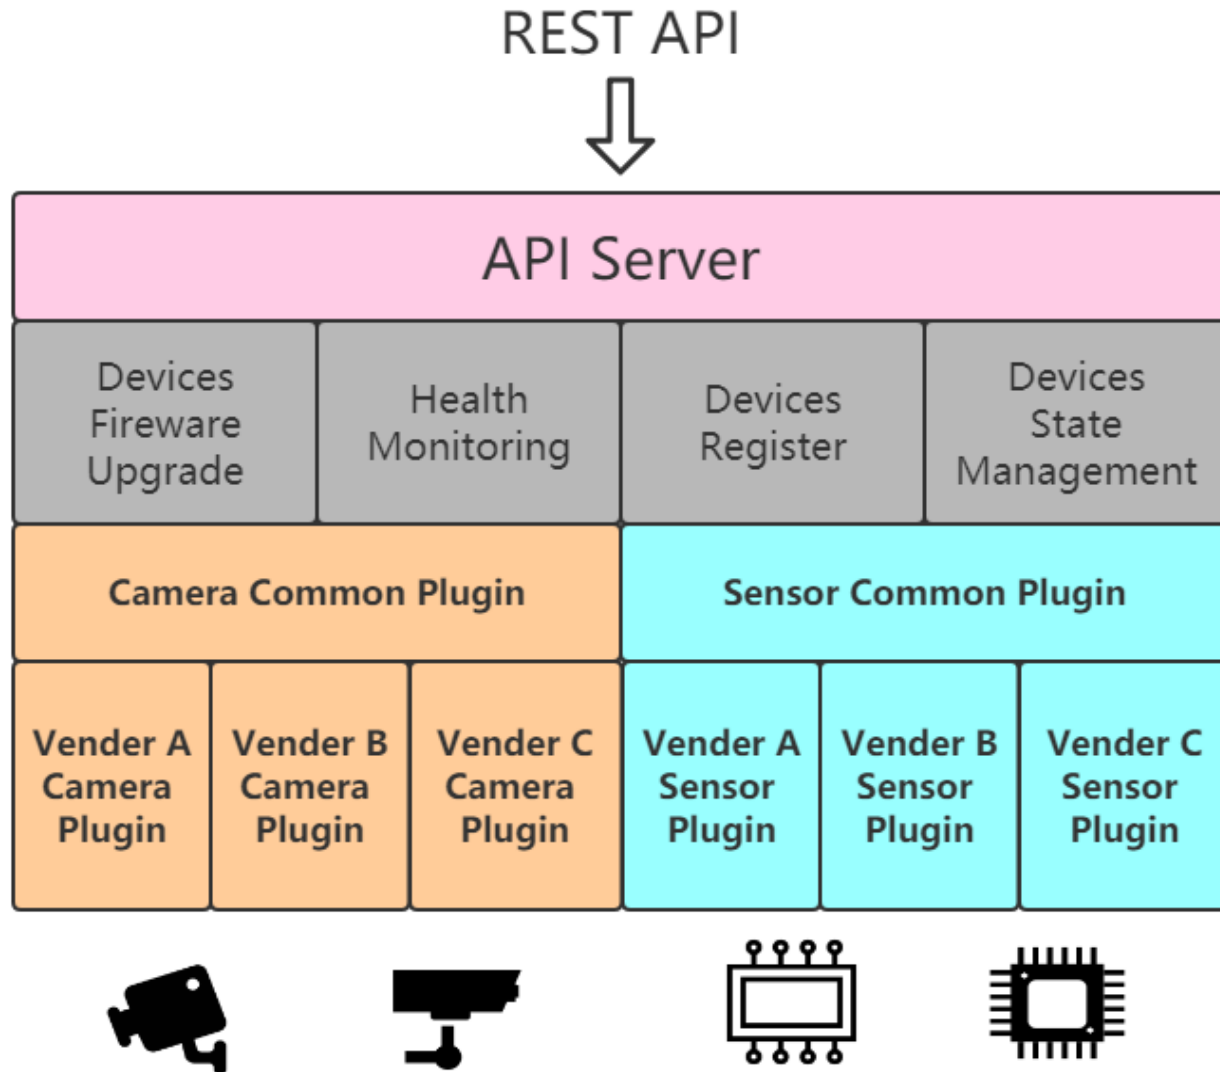 REST API
API Server
Devices
Fireware
Upgrade
Health
Monitoring
Devices
Register
Devices
State
Management
Camera Common Plugin
Sensor Common Plugin
Vender A
Camera
Plugin
Vender B
Camera
Plugin
Vender C
Camera
Plugin
Vender A
Sensor
Plugin
Vender B
Sensor
Plugin
Vender C
Sensor
Plugin